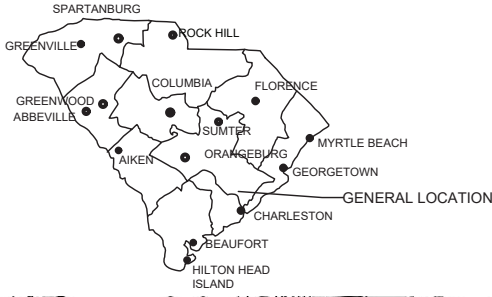 SPARTANBURG
ROCK HILL
GREENVILLE
COLUMBIA
FLORENCE
GREENWOOD
ABBEVILLE
SUMTER
MYRTLE BEACH
AIKEN
ORANGEBURG
GEORGETOWN
GENERAL LOCATION
CHARLESTON
BEAUFORT
HILTON HEAD
ISLAND